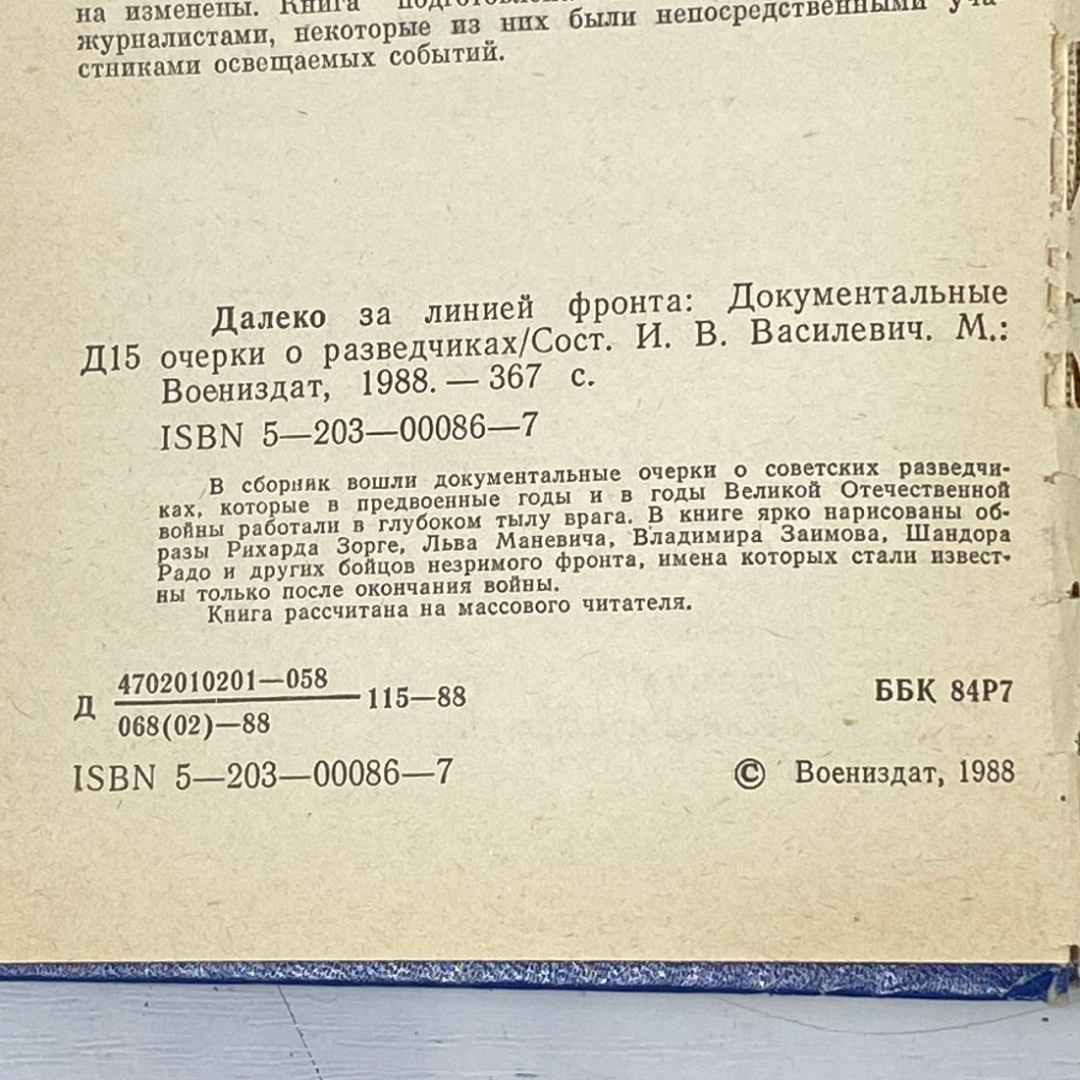 на изменены. Книга
журналистами, некоторые из них были непосредственными уча-
стниками освещаемых событий.
Далеко за линией фронта: Документальные
Д15 очерки о разведчиках/Сост. И. В. Василевич. М.:
Воениздат, 1988. — 367 с.
ISBN 5—203—00086—7
В сборник вошли документальные очерки о советских разведчи-
ках, которые в предвоенные годы и в годы Великой Отечественной
войны работали в глубоком тылу врага. В книге ярко нарисованы об-
разы Рихарда Зорге, Льва Маневича, Владимира Заимова, Шандора
Радо и других бойцов незримого фронта, имена которых стали извест-
ны только после окончания войны.
Книга рассчитана на массового читателя.
4702010201—058
Д 115—88
068(02)—88
ББК 84Р7
ISBN 5—203—00086—7
© Воениздат, 1988